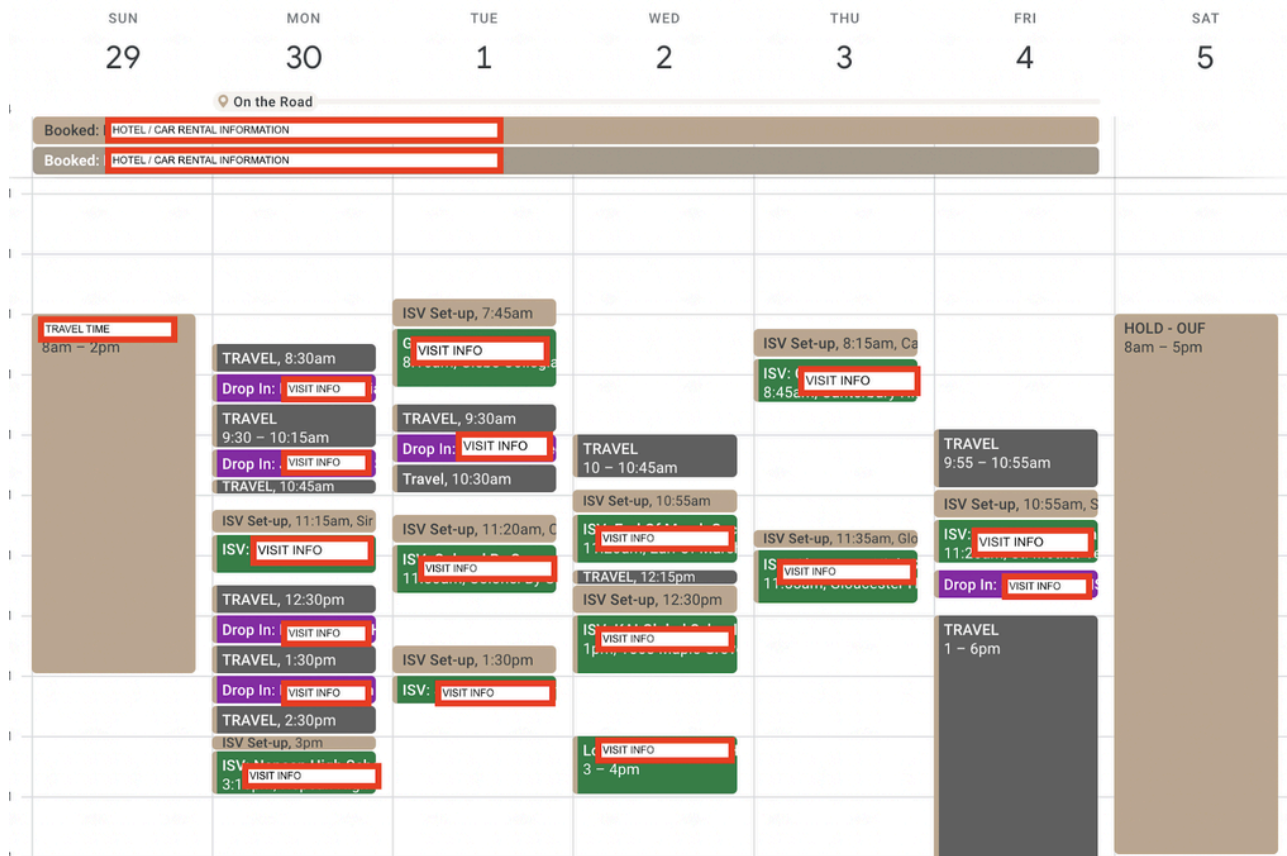 SUN
29
MON
30
TUE
1
WED
2
THU
3
FRI
4
SAT
5
On the Road
Booked: HOTEL / CAR RENTAL INFORMATION
Booked: HOTEL / CAR RENTAL INFORMATION
TRAVEL TIME
8am – 2pm
TRAVEL, 8:30am
Drop In: VISIT INFO
TRAVEL
9:30 – 10:15am
Drop In: VISIT INFO
TRAVEL, 10:45am
ISV Set-up, 11:15am, Sir
ISV: VISIT INFO
TRAVEL, 12:30pm
Drop In: VISIT INFO
TRAVEL, 1:30pm
Drop In: VISIT INFO
TRAVEL, 2:30pm
ISV Set-up, 3pm
VISIT INFO
ISV Set-up, 7:45am
VISIT INFO
TRAVEL, 9:30am
Drop In: VISIT INFO
Travel, 10:30am
ISV Set-up, 11:20am, C
VISIT INFO
ISV Set-up, 1:30pm
ISV: VISIT INFO
TRAVEL
10 – 10:45am
ISV Set-up, 10:55am
VISIT INFO
TRAVEL, 12:15pm
ISV Set-up, 12:30pm
VISIT INFO
1pm,
VISIT INFO
3 – 4pm
ISV Set-up, 8:15am, Ca
ISV: VISIT INFO
8:45am,
ISV Set-up, 11:35am, Glo
VISIT INFO
TRAVEL
9:55 – 10:55am
ISV Set-up, 10:55am, S
ISV: VISIT INFO
Drop In: VISIT INFO
TRAVEL
1 – 6pm
HOLD - OUF
8am – 5pm